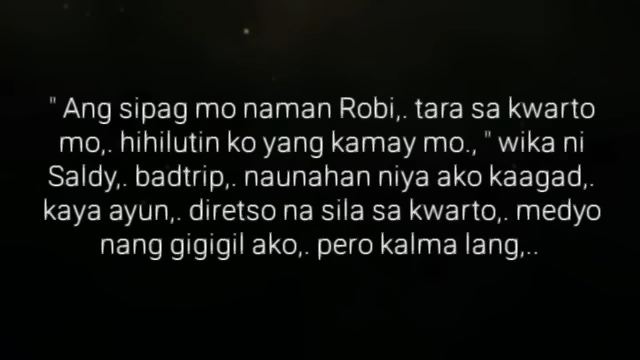 " Ang sipag mo naman Robi,. tara sa kwarto
mo,. hihilutin ko yang kamay mo., " wika ni
Saldy,. badtrip,. naunahan niya ako kaagad,.
kaya ayun,. diretso na sila sa kwarto,. medyo
nang gigigil ako,. pero kalma lang,..